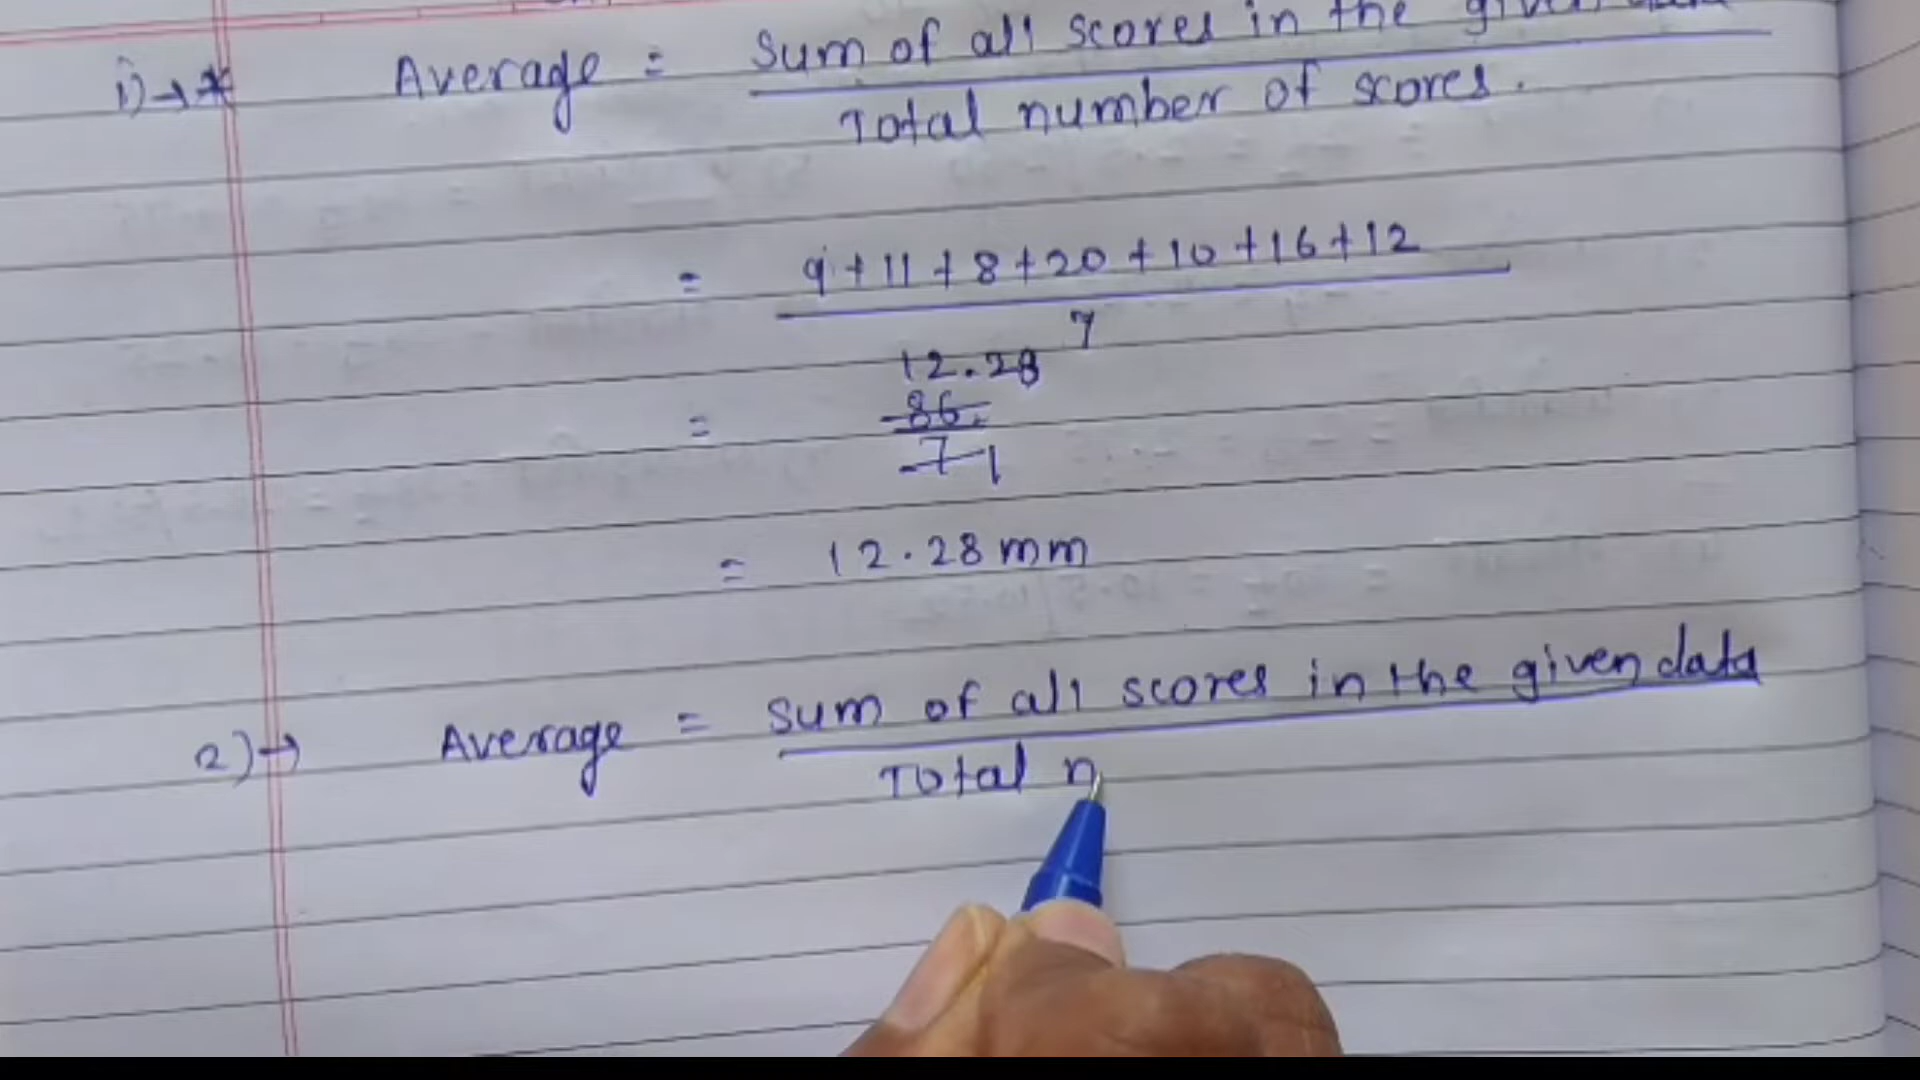 i) → * Average = Sum of all scores in the given data
Total number of scores.
= 9+11+8+20+10+16+12
7
12.28
= 86
7 1
= 12.28 mm
2) → Average = Sum of all scores in the given data
Total n